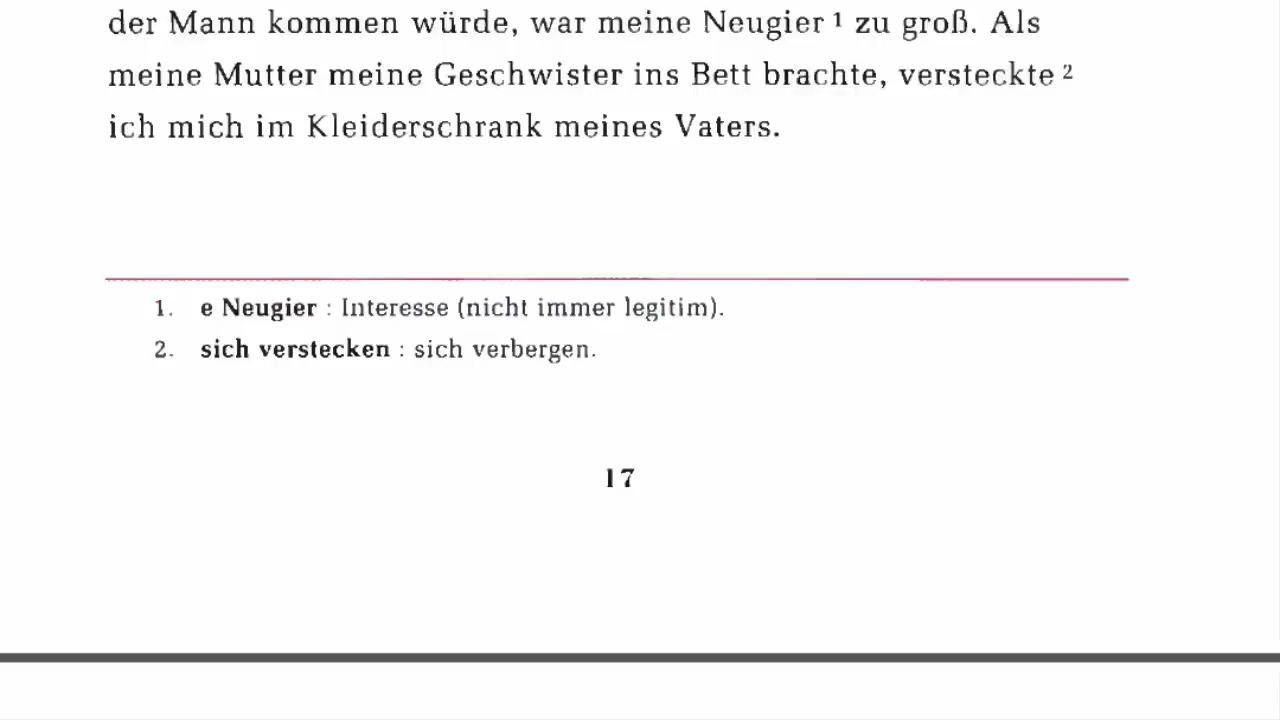 der Mann kommen würde, war meine Neugier 1 zu groß. Als
meine Mutter meine Geschwister ins Bett brachte, versteckte 2
ich mich im Kleiderschrank meines Vaters.
1. e Neugier : Interesse (nicht immer legitim).
2. sich verstecken : sich verbergen.
17